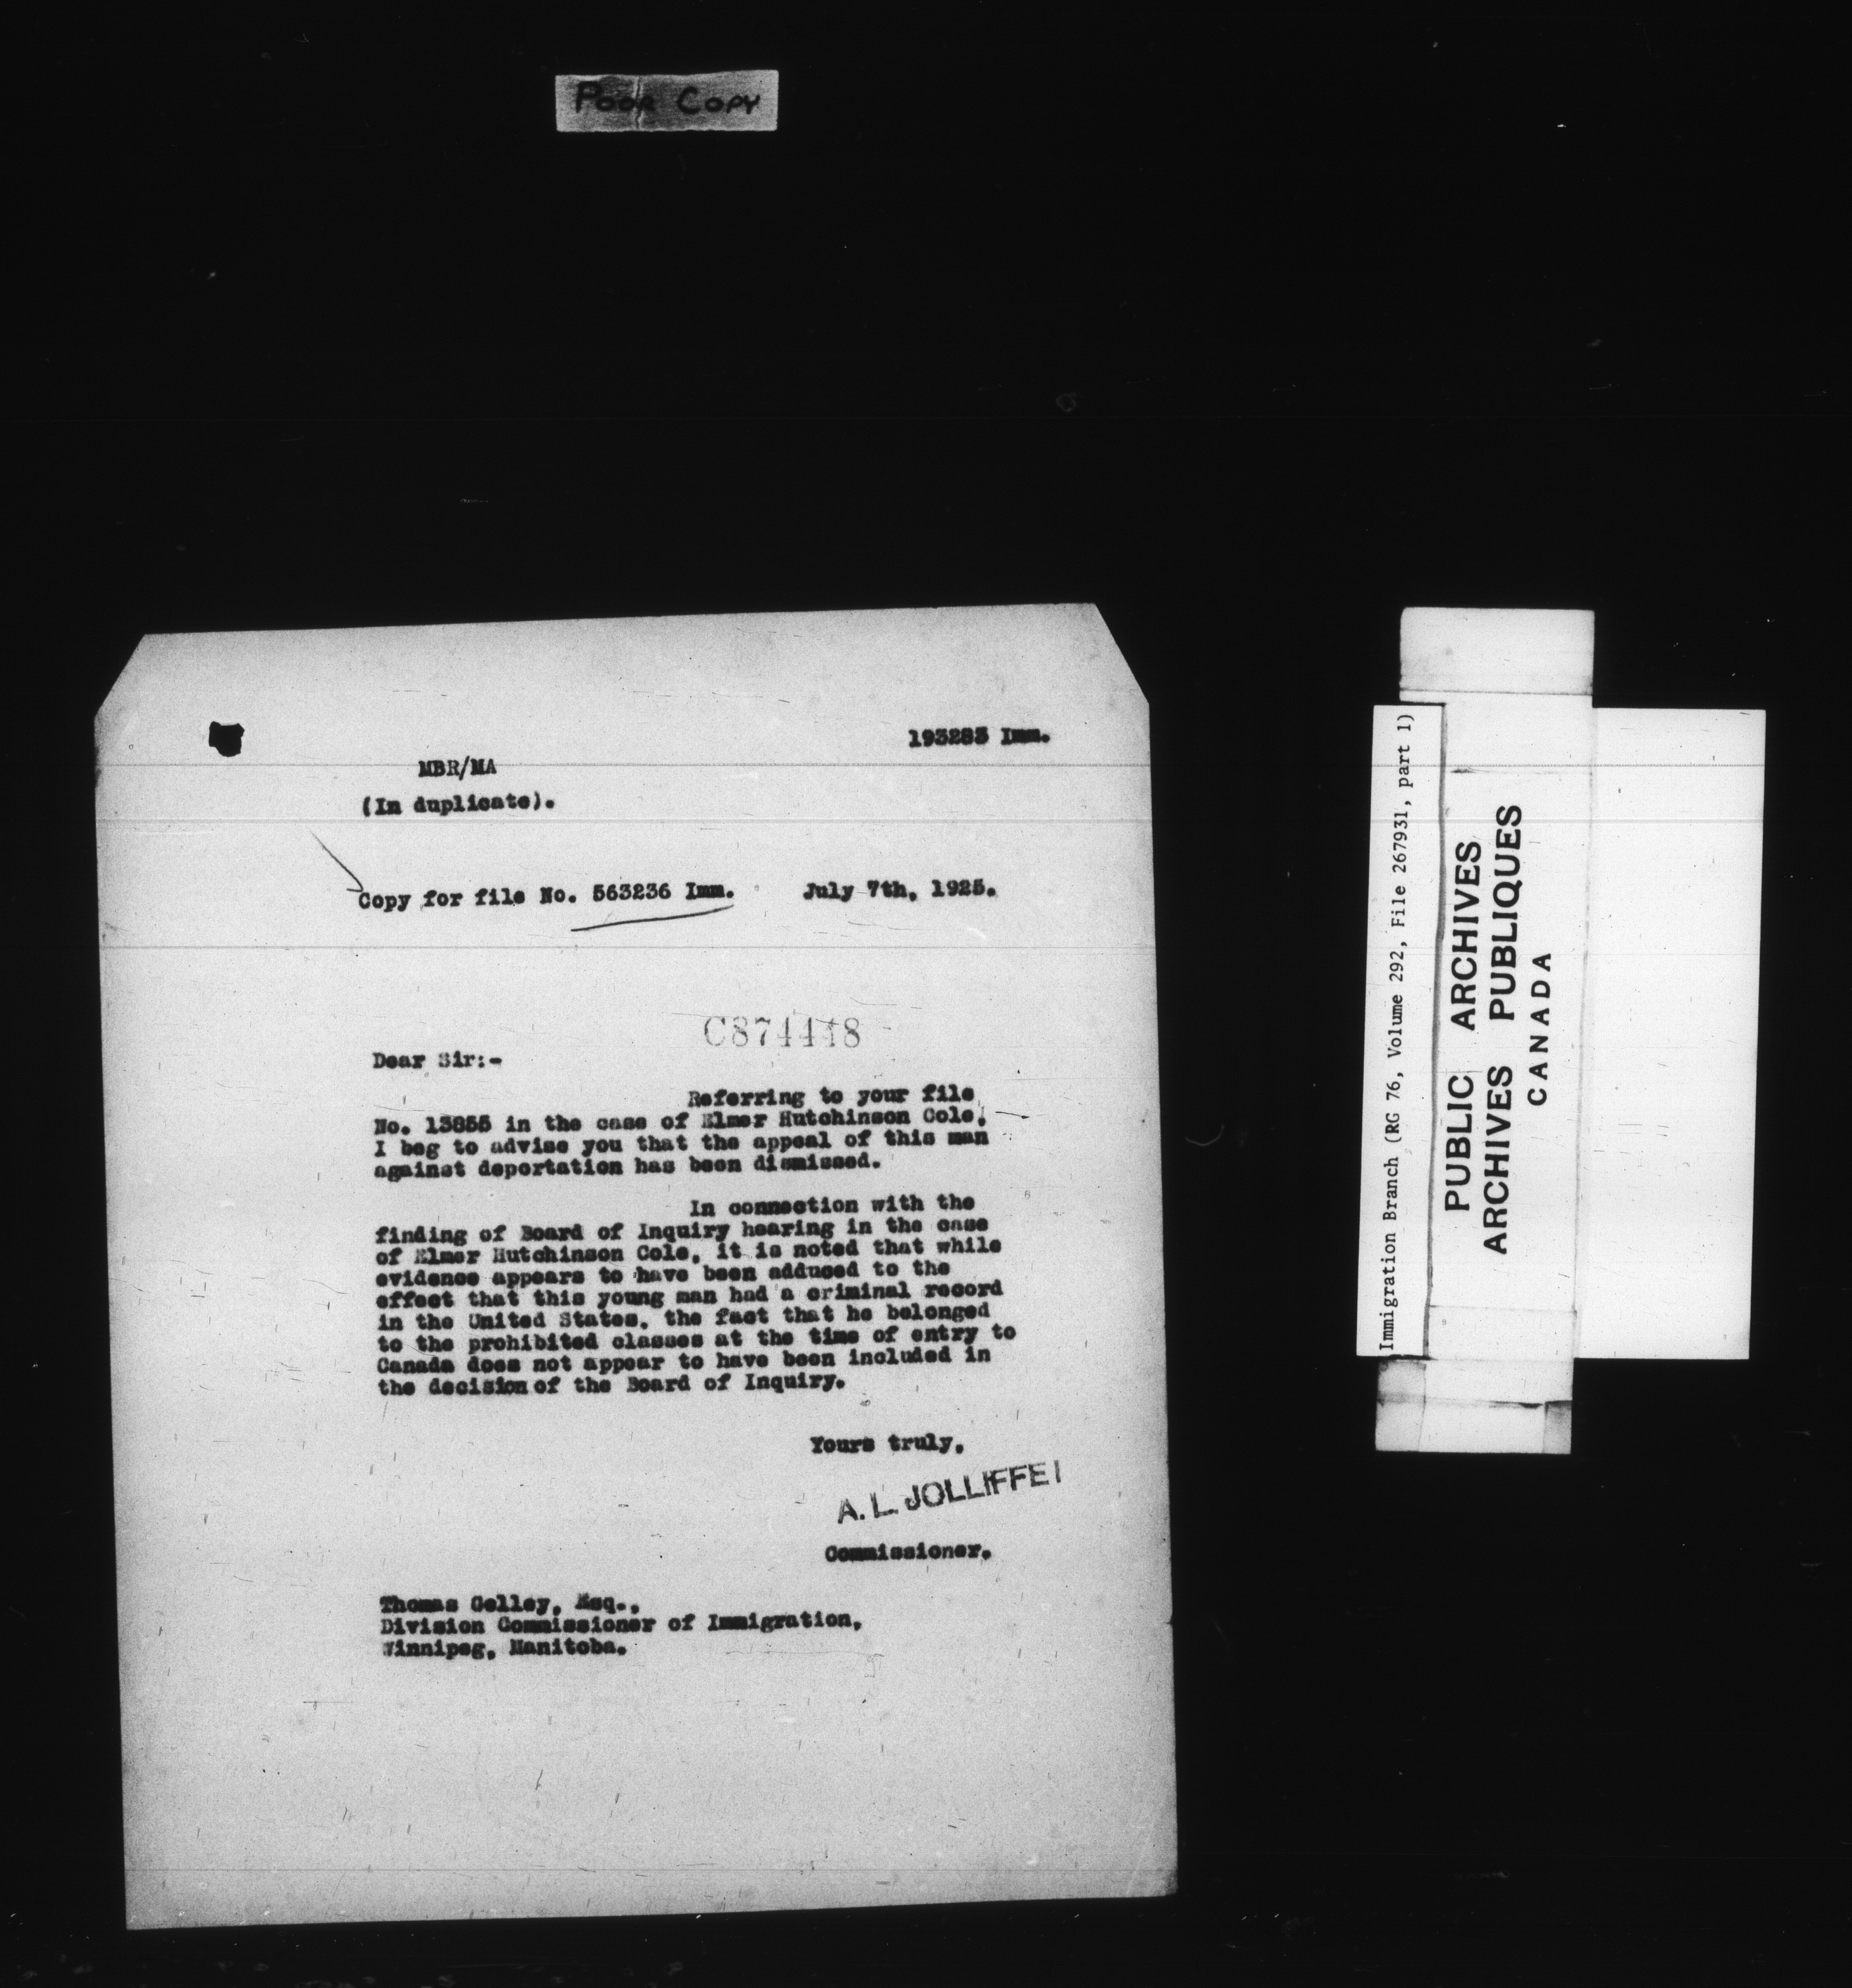 POOR COPY
193283 Imm.
MBR/MA
(In duplicate).
Copy for file No. 563236 Imm. July 7th, 1925.
C874448
Dear Sir:-
Referring to your file
No. 13855 in the case of Elmer Hutchinson Cole,
I beg to advise you that the appeal of this man
against deportation has been dismissed.
In connection with the
finding of Board of Inquiry hearing in the case
of Elmer Hutchinson Cole, it is noted that while
evidence appears to have been adduced to the
effect that this young man had a criminal record
in the United States, the fact that he belonged
to the prohibited classes at the time of entry to
Canada does not appear to have been included in
the decision of the Board of Inquiry.
Yours truly,
A. L. JOLLIFFE
Commissioner.
Thomas Gelley, Esq.,
Division Commissioner of Immigration,
Winnipeg, Manitoba.
Immigration Branch (RG 76, Volume 292, File 267931, part 1)
PUBLIC ARCHIVES
ARCHIVES PUBLIQUES
CANADA